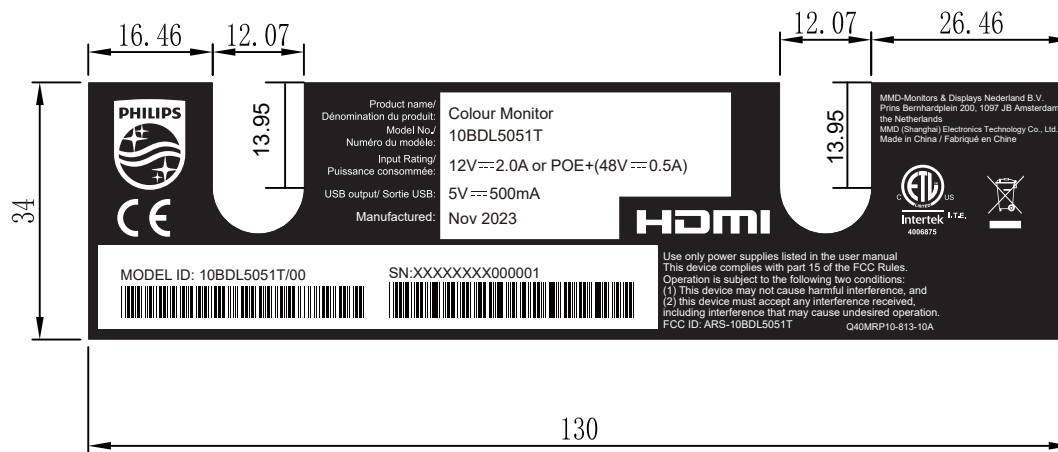 16.46
12.07
12.07
26.46
34
13.95
13.95
130
PHILIPS
CE
Product name/
Dénomination du produit:
Model No./
Numéro du modèle:
Input Rating/
Puissance consommée:
USB output/ Sortie USB:
Manufactured:
Colour Monitor
10BDL5051T
12V⎓2.0A or POE+(48V⎓0.5A)
5V⎓500mA
Nov 2023
HDMI
MMD-Monitors & Displays Nederland B.V.
Prins Bernhardplein 200, 1097 JB Amsterdam
the Netherlands
MMD (Shanghai) Electronics Technology Co., Ltd.
Made in China / Fabriqué en Chine
ETL
LISTED
C US
Intertek
I.T.E.
4006875
MODEL ID: 10BDL5051T/00
SN:XXXXXXXX000001
Use only power supplies listed in the user manual
This device complies with part 15 of the FCC Rules.
Operation is subject to the following two conditions:
(1) This device may not cause harmful interference, and
(2) this device must accept any interference received,
including interference that may cause undesired operation.
FCC ID: ARS-10BDL5051T
Q40MRP10-813-10A